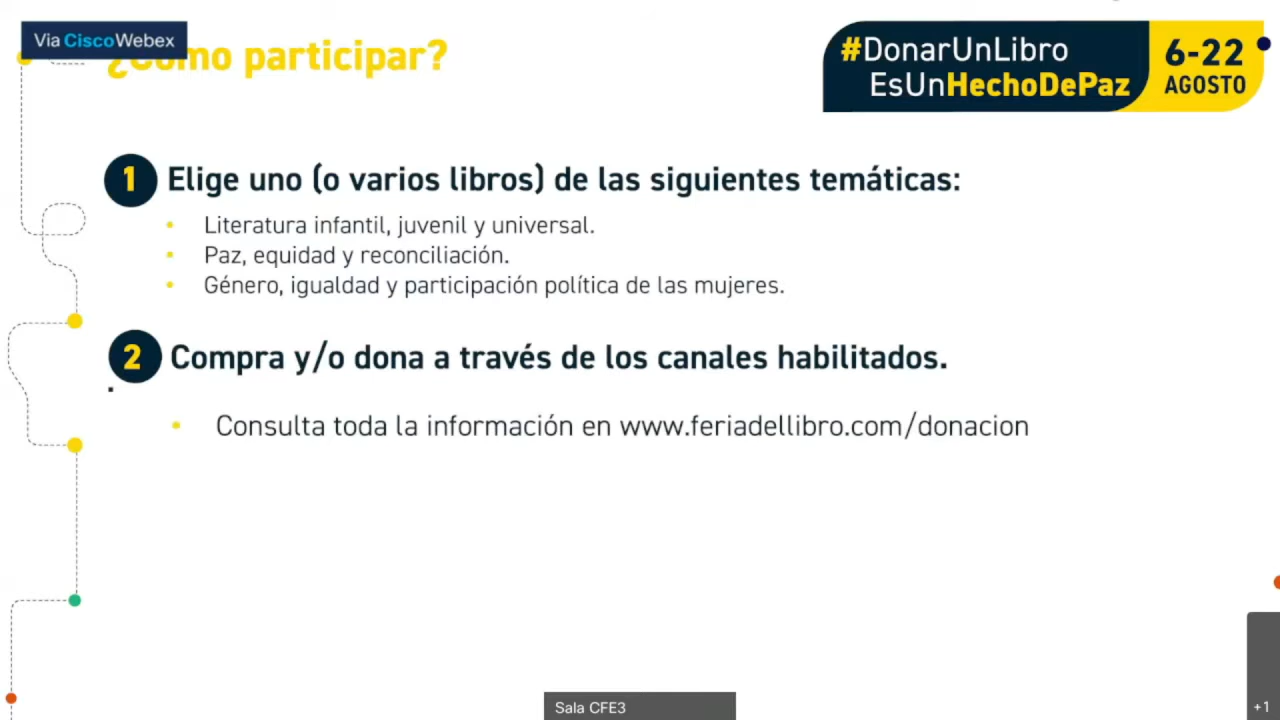 Vía CiscoWebex
¿Cómo participar?
#DonarUnLibro
EsUnHechoDePaz
6-22
AGOSTO
1 Elige uno (o varios libros) de las siguientes temáticas:
• Literatura infantil, juvenil y universal.
• Paz, equidad y reconciliación.
• Género, igualdad y participación política de las mujeres.
2 Compra y/o dona a través de los canales habilitados.
• Consulta toda la información en www.feriadellibro.com/donacion
Sala CFE3
+1